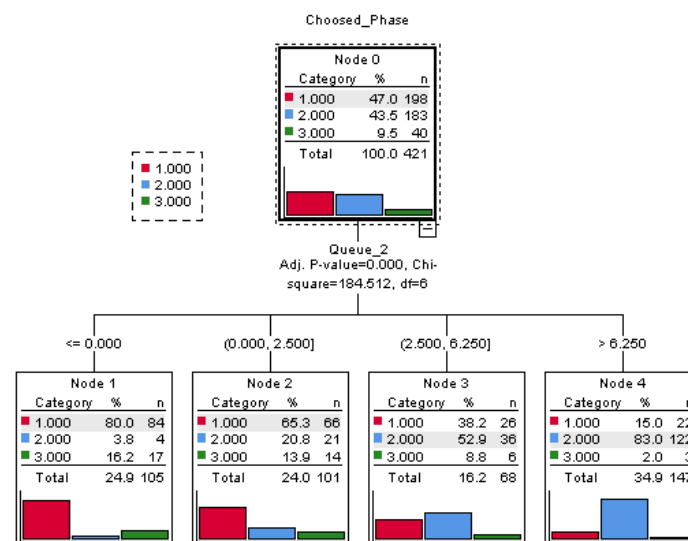 Choosed_Phase
Node 0
Category % n
1.000 47.0 198
2.000 43.5 183
3.000 9.5 40
Total 100.0 421
1.000
2.000
3.000
Queue_2
Adj. P-value=0.000, Chi-
square=184.512, df=6
<= 0.000
(0.000, 2.500]
(2.500, 6.250]
> 6.250
Node 1
Category % n
1.000 80.0 84
2.000 3.8 4
3.000 16.2 17
Total 24.9 105
Node 2
Category % n
1.000 65.3 66
2.000 20.8 21
3.000 13.9 14
Total 24.0 101
Node 3
Category % n
1.000 38.2 26
2.000 52.9 36
3.000 8.8 6
Total 16.2 68
Node 4
Category % n
1.000 15.0 22
2.000 83.0 122
3.000 2.0 3
Total 34.9 147